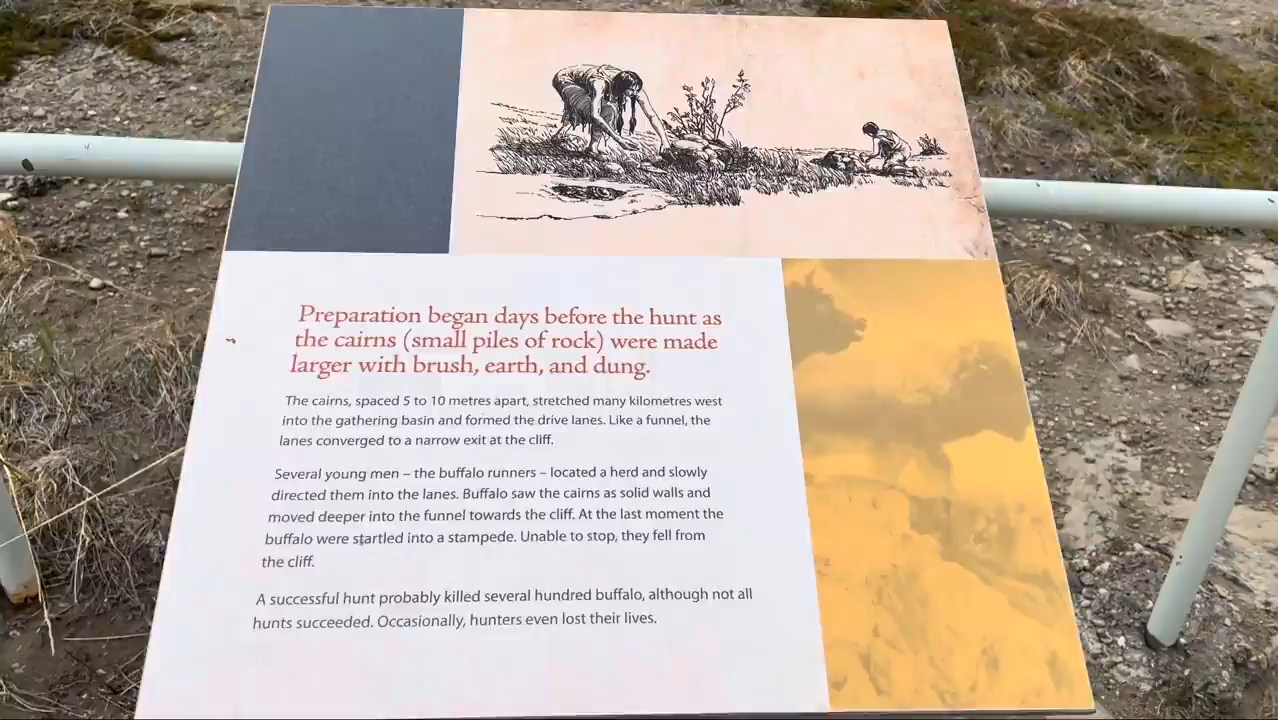 Preparation began days before the hunt as
the cairns (small piles of rock) were made
larger with brush, earth, and dung.
The cairns, spaced 5 to 10 metres apart, stretched many kilometres west
into the gathering basin and formed the drive lanes. Like a funnel, the
lanes converged to a narrow exit at the cliff.
Several young men – the buffalo runners – located a herd and slowly
directed them into the lanes. Buffalo saw the cairns as solid walls and
moved deeper into the funnel towards the cliff. At the last moment the
buffalo were startled into a stampede. Unable to stop, they fell from
the cliff.
A successful hunt probably killed several hundred buffalo, although not all
hunts succeeded. Occasionally, hunters even lost their lives.